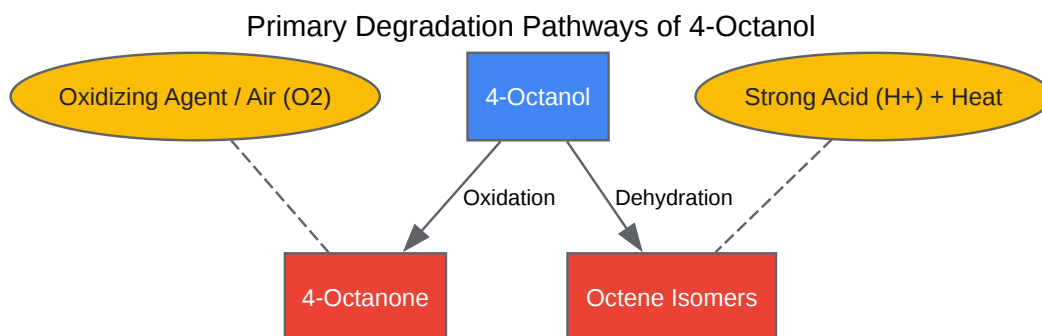 Primary Degradation Pathways of 4-Octanol
Oxidizing Agent / Air (O2)
4-Octanol
Strong Acid (H+) + Heat
Oxidation
Dehydration
4-Octanone
Octene Isomers